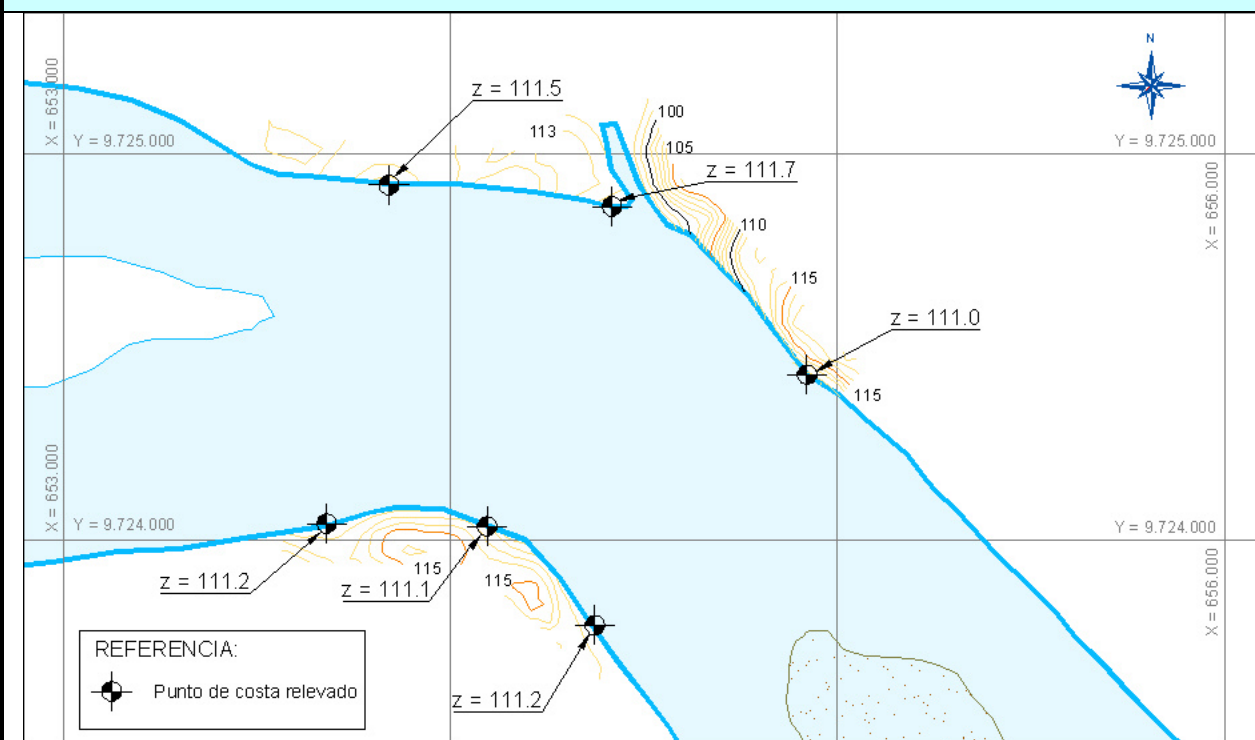 N
z = 111.5
X = 653.000
Y = 9.725.000
113
100
105
Y = 9.725.000
z = 111.7
X = 656.000
110
115
z = 111.0
115
X = 653.000
Y = 9.724.000
Y = 9.724.000
X = 656.000
z = 111.2
z = 111.1
115
115
z = 111.2
REFERENCIA:
Punto de costa relevado